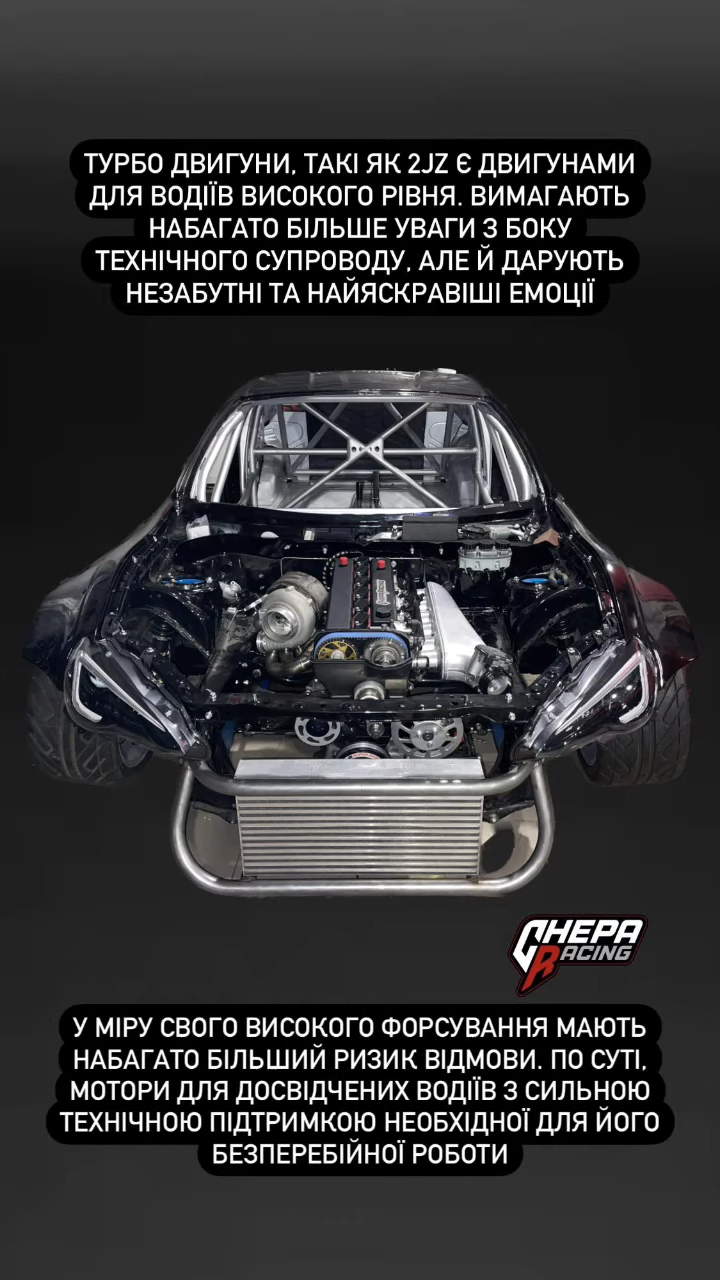 ТУРБО ДВИГУНИ, ТАКІ ЯК 2JZ Є ДВИГУНАМИ
ДЛЯ ВОДІЇВ ВИСОКОГО РІВНЯ. ВИМАГАЮТЬ
НАБАГАТО БІЛЬШЕ УВАГИ З БОКУ
ТЕХНІЧНОГО СУПРОВОДУ, АЛЕ Й ДАРУЮТЬ
НЕЗАБУТНІ ТА НАЙЯСКРАВІШІ ЕМОЦІЇ
CHEPA
RACING
У МІРУ СВОГО ВИСОКОГО ФОРСУВАННЯ МАЮТЬ
НАБАГАТО БІЛЬШИЙ РИЗИК ВІДМОВИ. ПО СУТІ,
МОТОРИ ДЛЯ ДОСВІДЧЕНИХ ВОДІЇВ З СИЛЬНОЮ
ТЕХНІЧНОЮ ПІДТРИМКОЮ НЕОБХІДНОЇ ДЛЯ ЙОГО
БЕЗПЕРЕБІЙНОЇ РОБОТИ